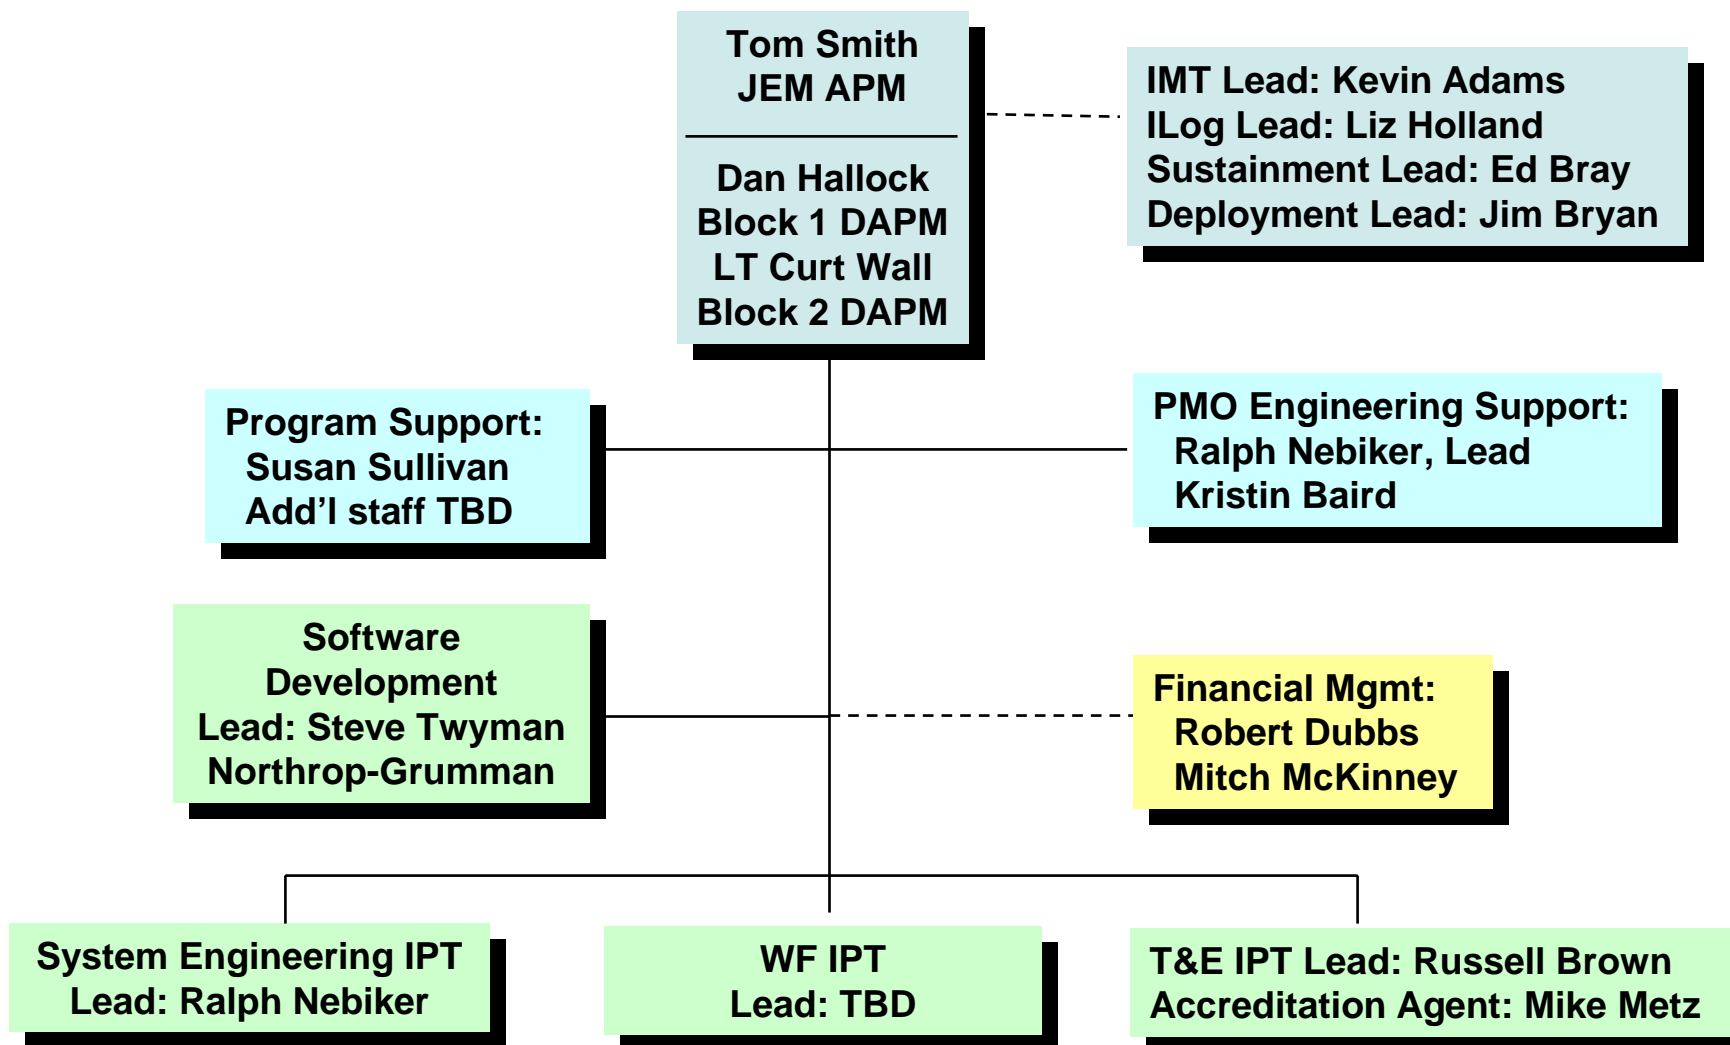 Tom Smith
JEM APM
Dan Hallock
Block 1 DAPM
LT Curt Wall
Block 2 DAPM
IMT Lead: Kevin Adams
ILog Lead: Liz Holland
Sustainment Lead: Ed Bray
Deployment Lead: Jim Bryan
Program Support:
Susan Sullivan
Add’l staff TBD
PMO Engineering Support:
Ralph Nebiker, Lead
Kristin Baird
Software
Development
Lead: Steve Twyman
Northrop-Grumman
Financial Mgmt:
Robert Dubbs
Mitch McKinney
System Engineering IPT
Lead: Ralph Nebiker
WF IPT
Lead: TBD
T&E IPT Lead: Russell Brown
Accreditation Agent: Mike Metz